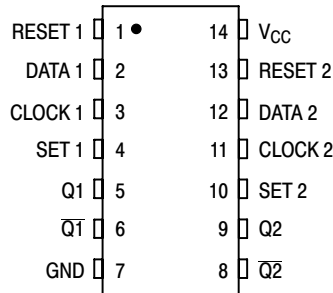 RESET 1 1 14 V_CC
DATA 1 2 13 RESET 2
CLOCK 1 3 12 DATA 2
SET 1 4 11 CLOCK 2
Q1 5 10 SET 2
Q1̅ 6 9 Q2
GND 7 8 Q2̅